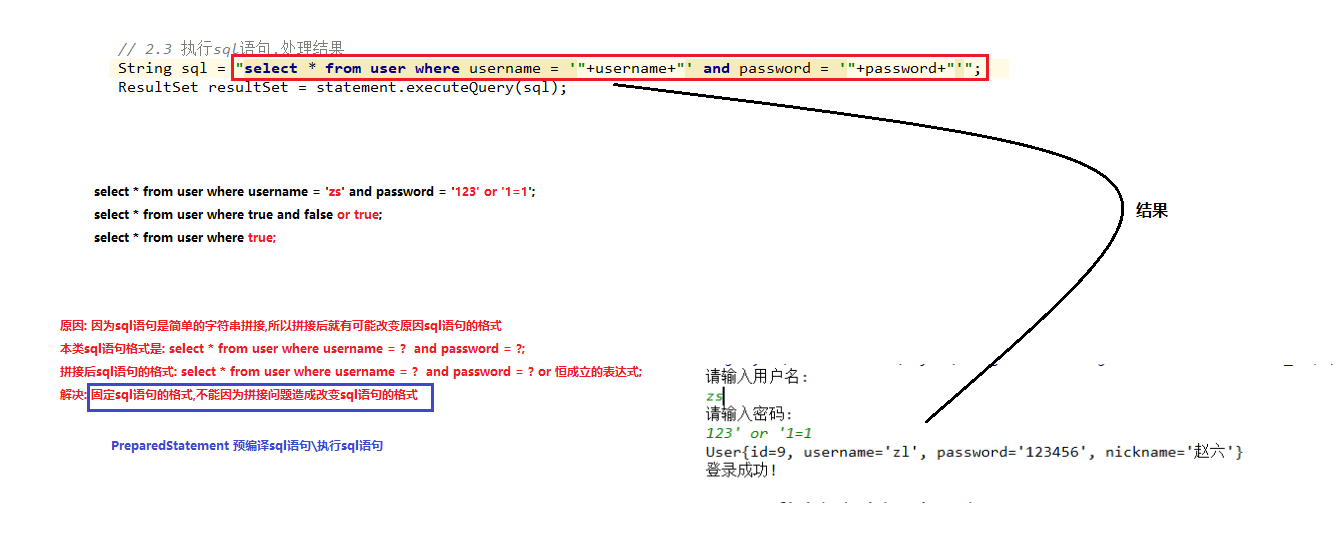 // 2.3 执行sql语句,处理结果
String sql = "select * from user where username = '"+username+"' and password = '"+password+"'";
ResultSet resultSet = statement.executeQuery(sql);
select * from user where username = 'zs' and password = '123' or '1=1';
select * from user where true and false or true;
select * from user where true;
结果
原因: 因为sql语句是简单的字符串拼接,所以拼接后就有可能改变原因sql语句的格式
本类sql语句格式是: select * from user where username = ? and password = ?;
拼接后sql语句的格式: select * from user where username = ? and password = ? or 恒成立的表达式;
解决: 固定sql语句的格式,不能因为拼接问题造成改变sql语句的格式
PreparedStatement 预编译sql语句\执行sql语句
请输入用户名:
zs
请输入密码:
123' or '1=1
User{id=9, username='zl', password='123456', nickname='赵六'}
登录成功!